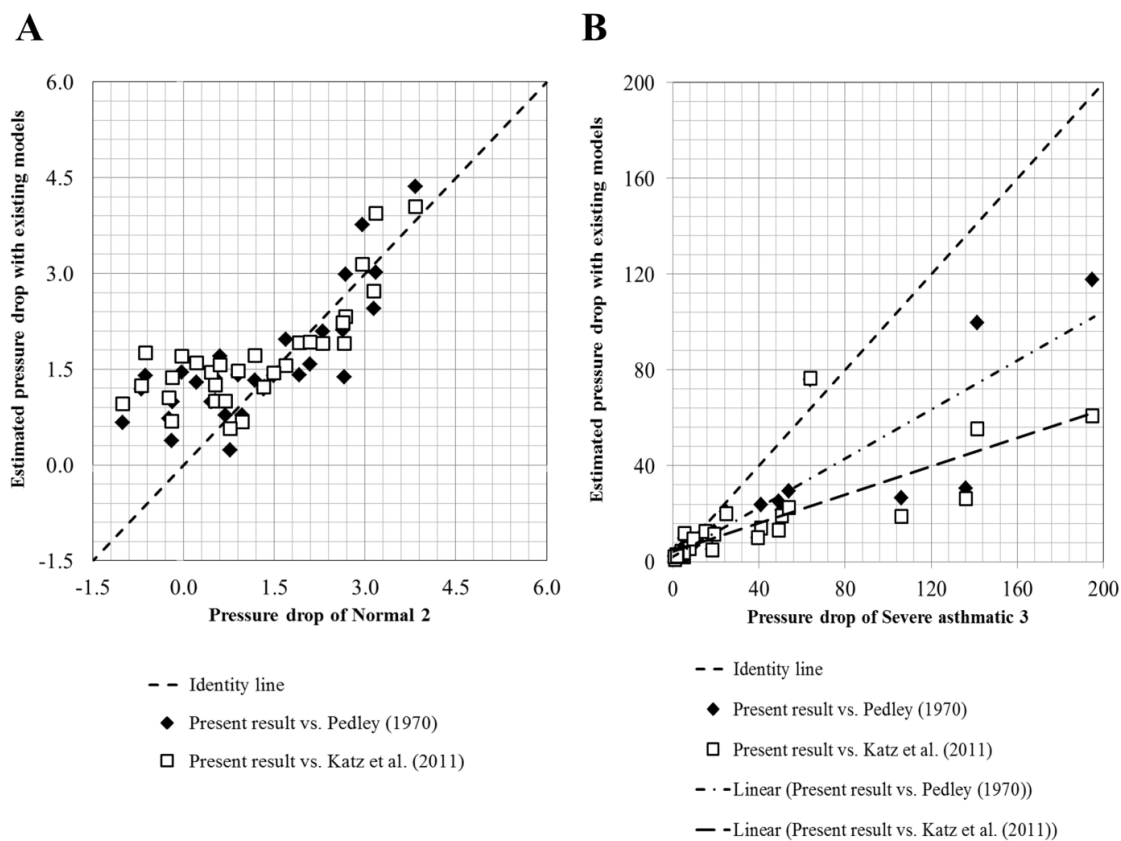 A
6.0
4.5
3.0
1.5
0.0
-1.5
-1.5 0.0 1.5 3.0 4.5 6.0
Estimated pressure drop with existing models
Pressure drop of Normal 2
Identity line
Present result vs. Pedley (1970)
Present result vs. Katz et al. (2011)
B
200
160
120
80
40
0
0 40 80 120 160 200
Estimated pressure drop with existing models
Pressure drop of Severe asthmatic 3
Identity line
Present result vs. Pedley (1970)
Present result vs. Katz et al. (2011)
Linear (Present result vs. Pedley (1970))
Linear (Present result vs. Katz et al. (2011))